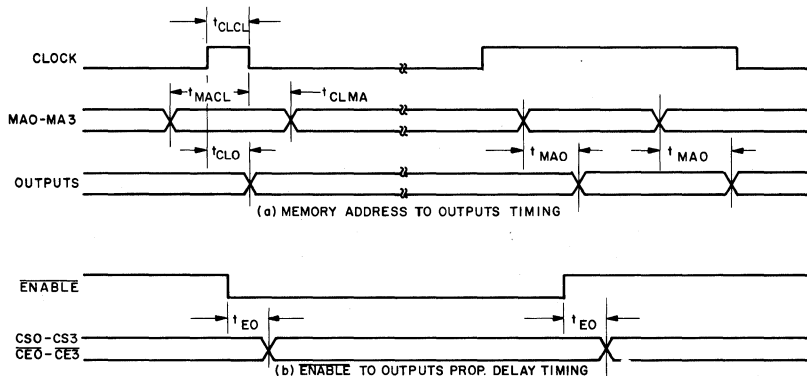 tCLCL
CLOCK
tMACL
tCLMA
MA0-MA3
tCLO
tMAO
tMAO
OUTPUTS
(a) MEMORY ADDRESS TO OUTPUTS TIMING
ENABLE
tEO
tEO
CS0-CS3
CE0-CE3
(b) ENABLE TO OUTPUTS PROP. DELAY TIMING